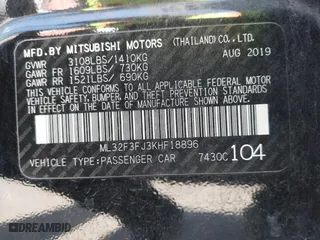 MFD.BY MITSUBISHI MOTORS (THAILAND) CO.,LTD.
GVWR 3108LBS/1410KG AUG 2019
GAWR FR 1609LBS/ 730KG
GAWR RR 1521LBS/ 690KG
THIS VEHICLE CONFORMS TO ALL APPLICABLE FEDERAL
MOTOR VEHICLE SAFETY, BUMPER AND THEFT PREVENTION STANDARDS
IN EFFECT ON THE DATE OF MANUFACTURE SHOWN ABOVE.
ML32F3FJ3KHF18896
VEHICLE TYPE:PASSENGER CAR 7430C 104
DREAMBID